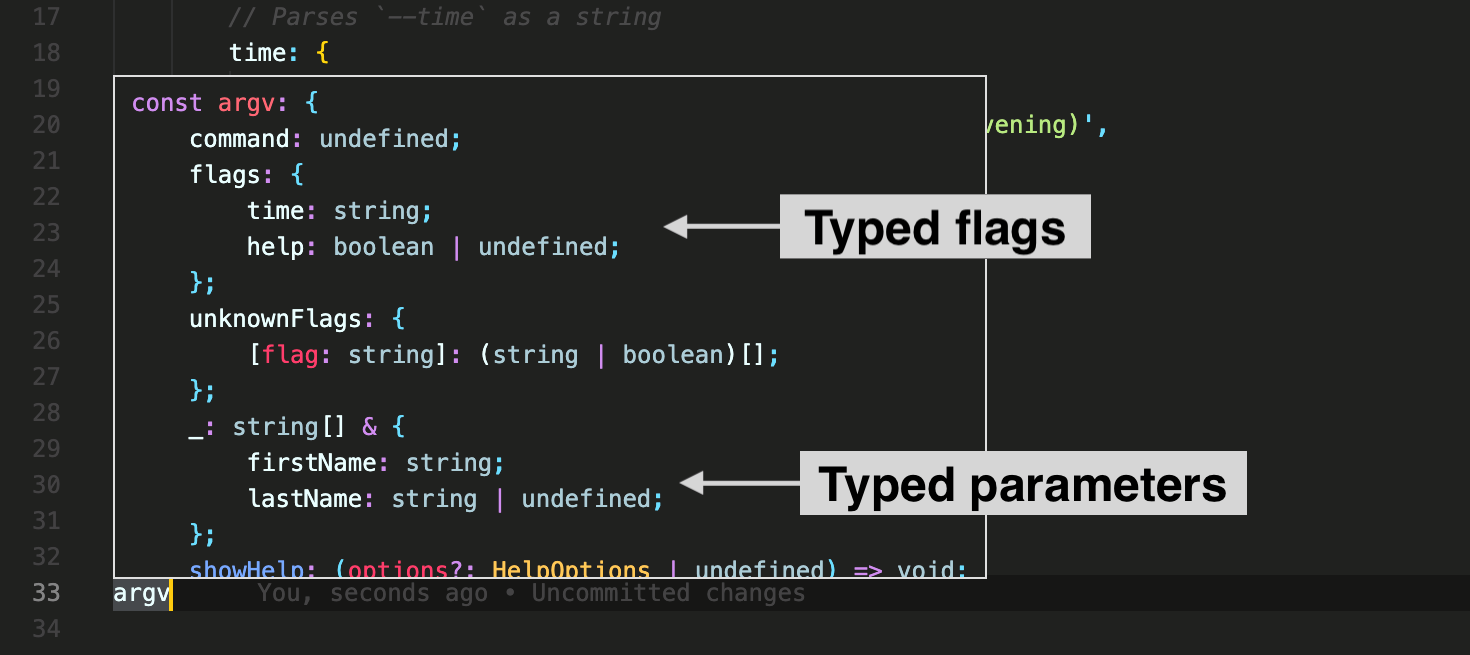 17 // Parses `--time` as a string
18 time: {
19 const argv: {
20 command: undefined; vening)',
21 flags: {
22 time: string;
23 help: boolean | undefined; Typed flags
24 };
25 unknownFlags: {
26 [flag: string]: (string | boolean)[];
27 };
28 _: string[] & {
29 firstName: string;
30 lastName: string | undefined; Typed parameters
31 };
32 showHelp: (options?: HelpOptions | undefined) => void;
33 argv You, seconds ago • Uncommitted changes
34